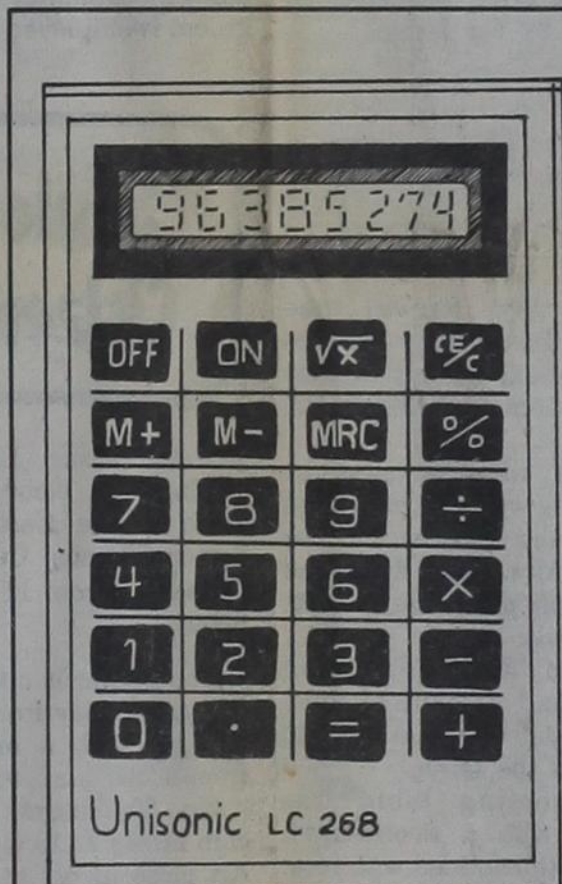 96385274
OFF ON √x CE/C
M+ M- MRC %
7 8 9 ÷
4 5 6 ×
1 2 3 −
0 · = +
Unisonic LC 268